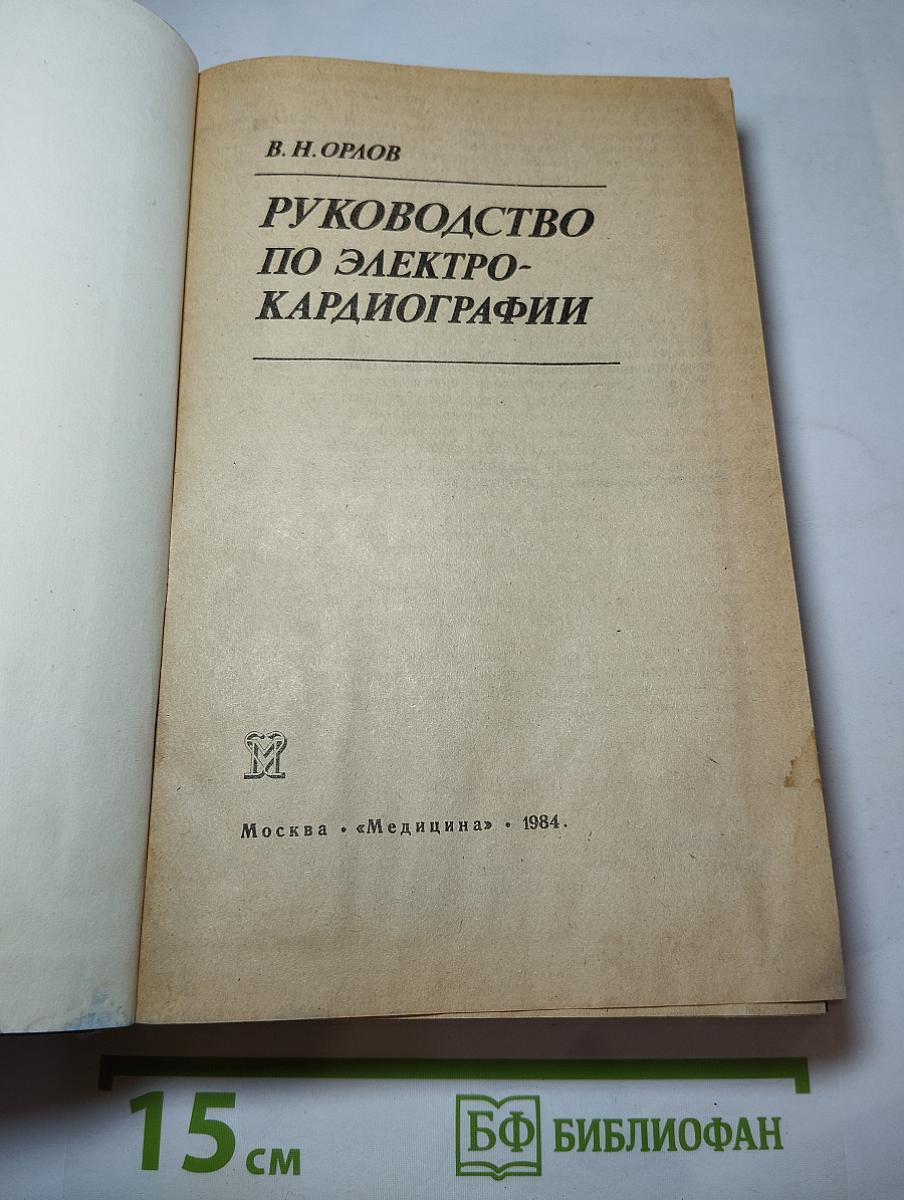 В. Н. ОРЛОВ
РУКОВОДСТВО
ПО ЭЛЕКТРО-
КАРДИОГРАФИИ
М
Москва • «Медицина» • 1984.
15 см
БФ БИБЛИОФАН